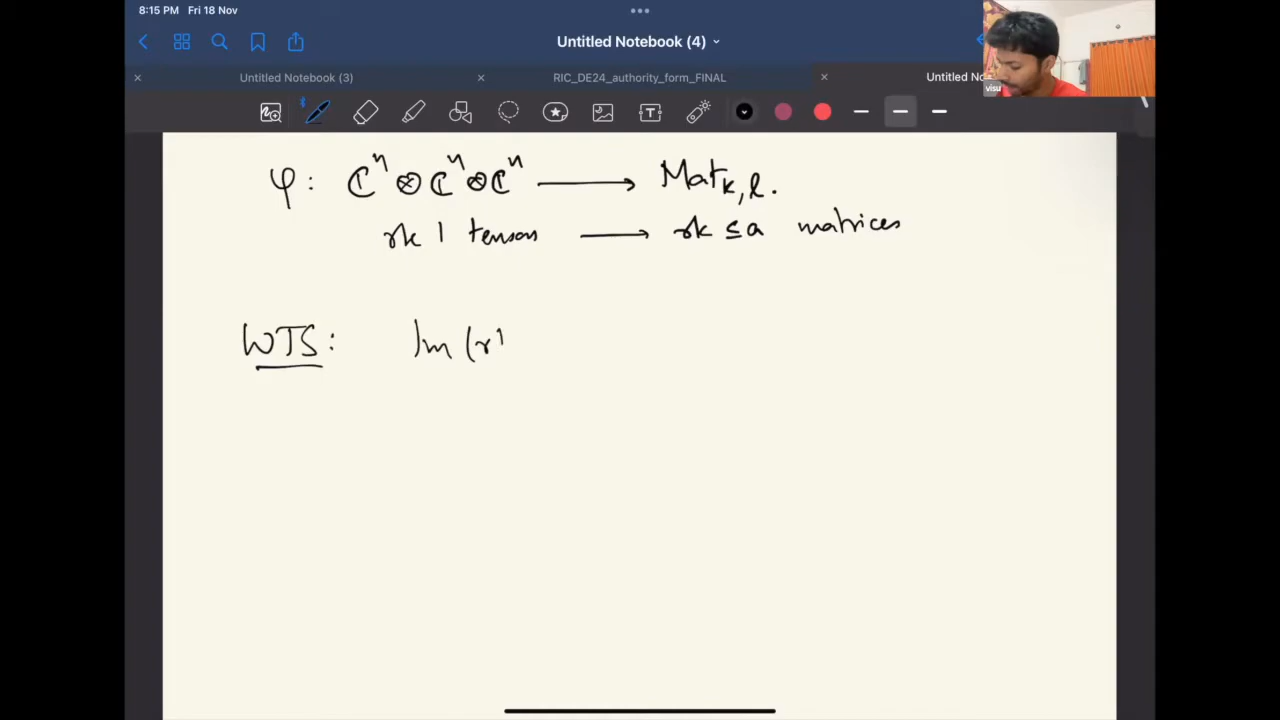 8:15 PM Fri 18 Nov
Untitled Notebook (4)
Untitled Notebook (3)
RIC_DE24_authority_form_FINAL
Untitled No
visu
φ: ℂⁿ ⊗ ℂⁿ ⊗ ℂⁿ ⟶ Mat_{k,l}.
rk 1 tensors ⟶ rk ≤ a matrices
WTS: Im (r